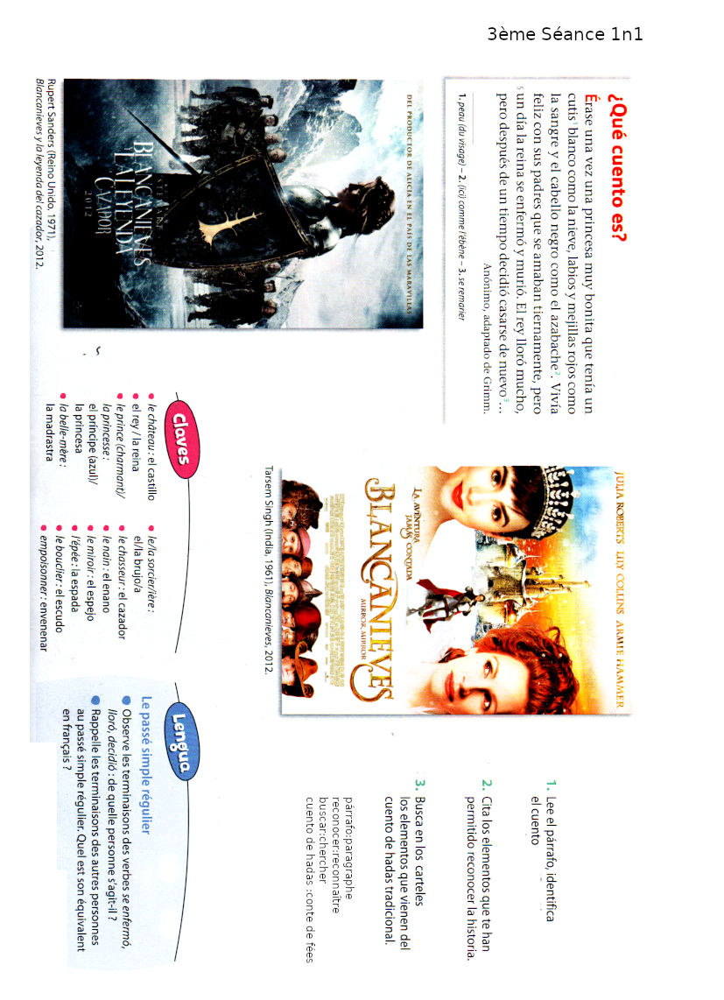 3ème Séance 1n1
¿Qué cuento es?
Érase una vez una princesa muy bonita que tenía un
cutis¹ blanco como la nieve, labios y mejillas rojos como
la sangre y el cabello negro como el azabache². Vivía
feliz con sus padres que se amaban tiernamente, pero
5 un día la reina se enfermó y murió. El rey lloró mucho,
pero después de un tiempo decidió casarse de nuevo³...
Anónimo, adaptado de Grimm.
1. peau (du visage) – 2. (ici) comme l'ébène – 3. se remarier
DEL PRODUCTOR DE ALICIA EN EL PAÍS DE LAS MARAVILLAS
BLANCANIEVES
LA LEYENDA
CAZADOR
2012
Rupert Sanders (Reino Unido, 1971),
Blancanieves y la leyenda del cazador, 2012.
JULIA ROBERTS LILY COLLINS ARMIE HAMMER
LA AVENTURA
JAMÁS CONTADA
BLANCANIEVES
MIRROR, MIRROR
Tarsem Singh (India, 1961), Blancanieves, 2012.
1. Lee el párrafo, identifica
el cuento
2. Cita los elementos que te han
permitido reconocer la historia.
3. Busca en los carteles
los elementos que vienen del
cuento de hadas tradicional.
párrafo:paragraphe
reconocer:reconnaître
buscar:chercher
cuento de hadas :conte de fées
Claves
• le château : el castillo
• el rey / la reina
• le prince (charmant)/
la princesse :
el príncipe (azul)/
la princesa
• la belle-mère :
la madrastra
• le/la sorcier/ière :
el/la brujo/a
• le chasseur : el cazador
• le nain : el enano
• le miroir : el espejo
• l'épée : la espada
• le bouclier : el escudo
• empoisonner : envenenar
Lengua
Le passé simple régulier
• Observe les terminaisons des verbes se enfermó,
lloró, decidió : de quelle personne s'agit-il ?
• Rappelle les terminaisons des autres personnes
au passé simple régulier. Quel est son équivalent
en français ?